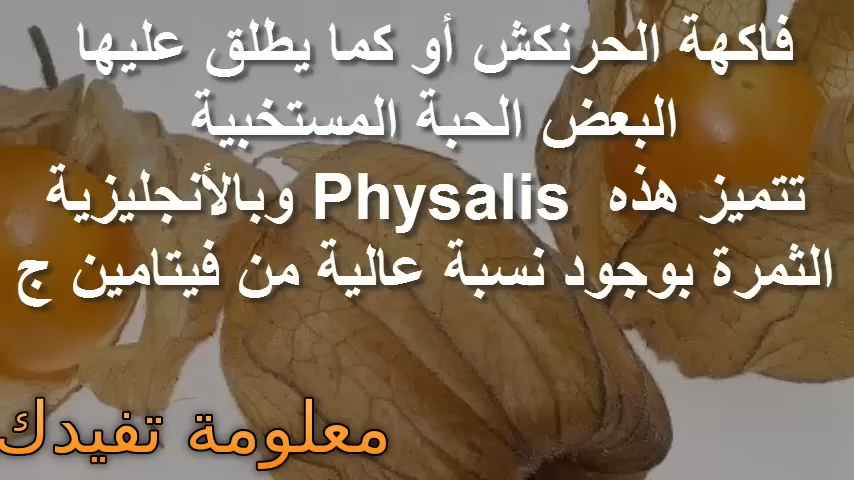 فاكهة الحرنكش أو كما يطلق عليها
البعض الحبة المستخبية
وبالأنجليزية Physalis تتميز هذه
الثمرة بوجود نسبة عالية من فيتامين ج
معلومة تفيدك